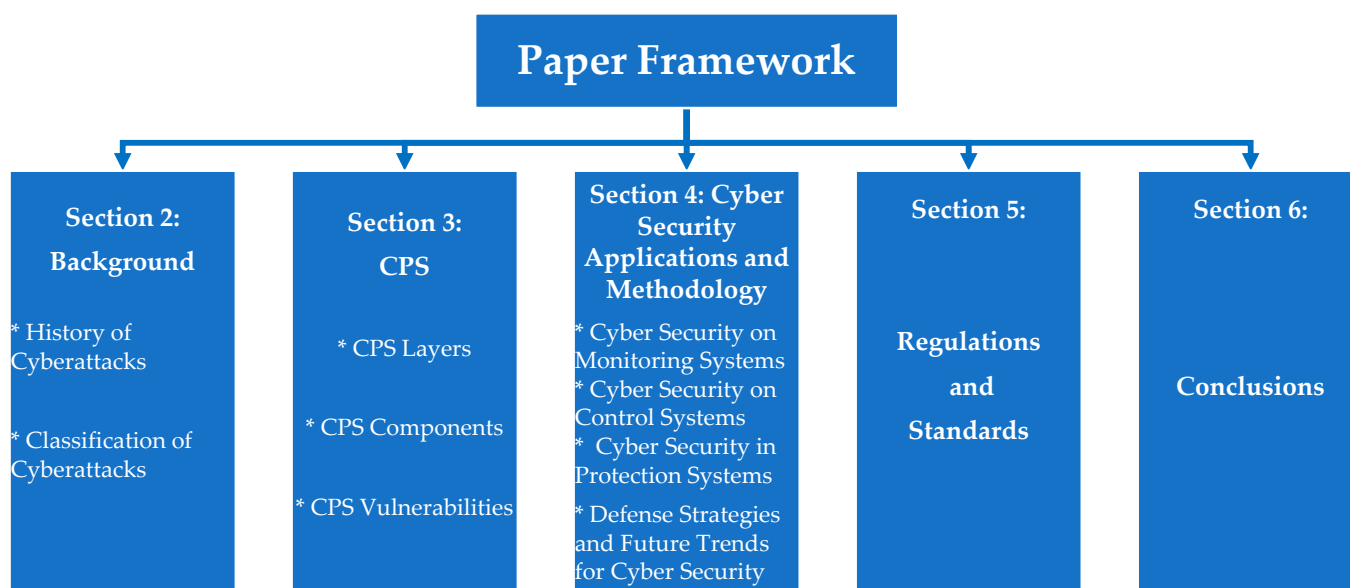 Paper Framework
Section 2:
Background
* History of
Cyberattacks
* Classification of
Cyberattacks
Section 3:
CPS
* CPS Layers
* CPS Components
* CPS Vulnerabilities
Section 4: Cyber
Security
Applications and
Methodology
* Cyber Security on
Monitoring Systems
* Cyber Security on
Control Systems
* Cyber Security in
Protection Systems
* Defense Strategies
and Future Trends
for Cyber Security
Section 5:
Regulations
and
Standards
Section 6:
Conclusions